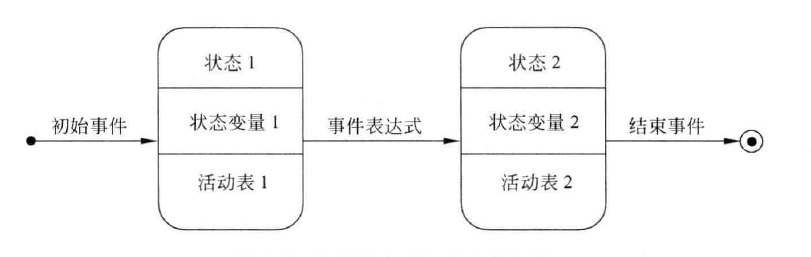 状态 1
状态 2
初始事件
状态变量 1
事件表达式
状态变量 2
结束事件
活动表 1
活动表 2